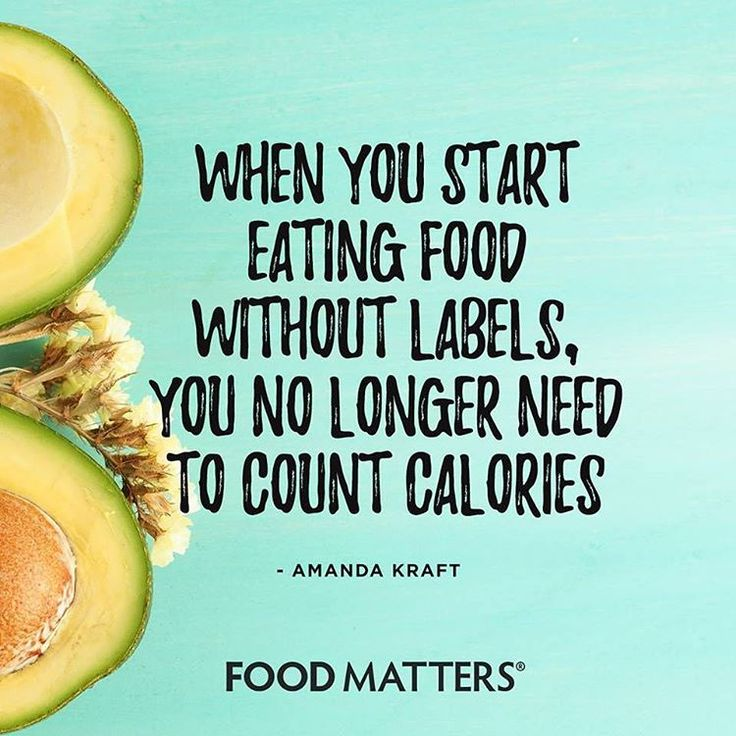 WHEN YOU START
EATING FOOD
WITHOUT LABELS,
YOU NO LONGER NEED
TO COUNT CALORIES
- AMANDA KRAFT
FOOD MATTERS®